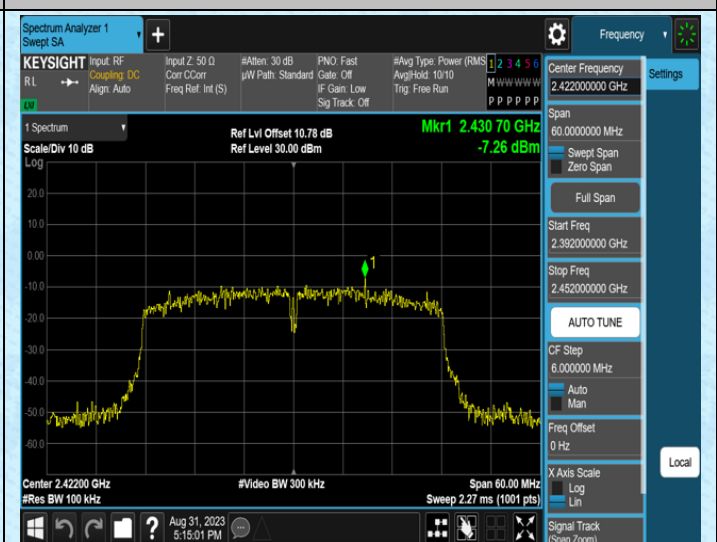 Spectrum Analyzer 1
Swept SA
+
Frequency
KEYSIGHT
R L
Input: RF
Coupling: DC
Align: Auto
Input Z: 50 Ω
Corr CCorr
Freq Ref: Int (S)
#Atten: 30 dB
µW Path: Standard
PNO: Fast
Gate: Off
IF Gain: Low
Sig Track: Off
#Avg Type: Power (RMS
Avg|Hold: 10/10
Trig: Free Run
1 2 3 4 5 6
M W W W W W
P P P P P P
1 Spectrum
Scale/Div 10 dB
Ref Lvl Offset 10.78 dB
Ref Level 30.00 dBm
Mkr1 2.430 70 GHz
-7.26 dBm
Log
20.0
10.0
0.00
-10.0
-20.0
-30.0
-40.0
-50.0
-60.0
1
Center 2.42200 GHz
#Res BW 100 kHz
#Video BW 300 kHz
Span 60.00 MHz
Sweep 2.27 ms (1001 pts)
Center Frequency
2.422000000 GHz
Settings
Span
60.0000000 MHz
Swept Span
Zero Span
Full Span
Start Freq
2.392000000 GHz
Stop Freq
2.452000000 GHz
AUTO TUNE
CF Step
6.000000 MHz
Auto
Man
Freq Offset
0 Hz
X Axis Scale
Log
Lin
Local
Signal Track
(Span Zoom)
?
Aug 31, 2023
5:15:01 PM